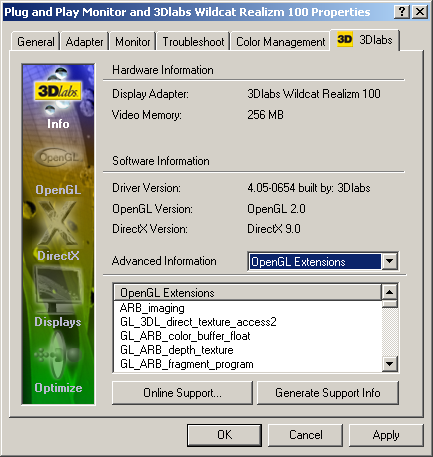 Plug and Play Monitor and 3Dlabs Wildcat Realizm 100 Properties
General Adapter Monitor Troubleshoot Color Management 3D 3Dlabs
3Dlabs
Info
OpenGL
OpenGL
DirectX
Displays
Optimize
Hardware Information
Display Adapter: 3Dlabs Wildcat Realizm 100
Video Memory: 256 MB
Software Information
Driver Version: 4.05-0654 built by: 3Dlabs
OpenGL Version: OpenGL 2.0
DirectX Version: DirectX 9.0
Advanced Information OpenGL Extensions
OpenGL Extensions
ARB_imaging
GL_3DL_direct_texture_access2
GL_ARB_color_buffer_float
GL_ARB_depth_texture
GL_ARB_fragment_program
Online Support... Generate Support Info
OK Cancel Apply